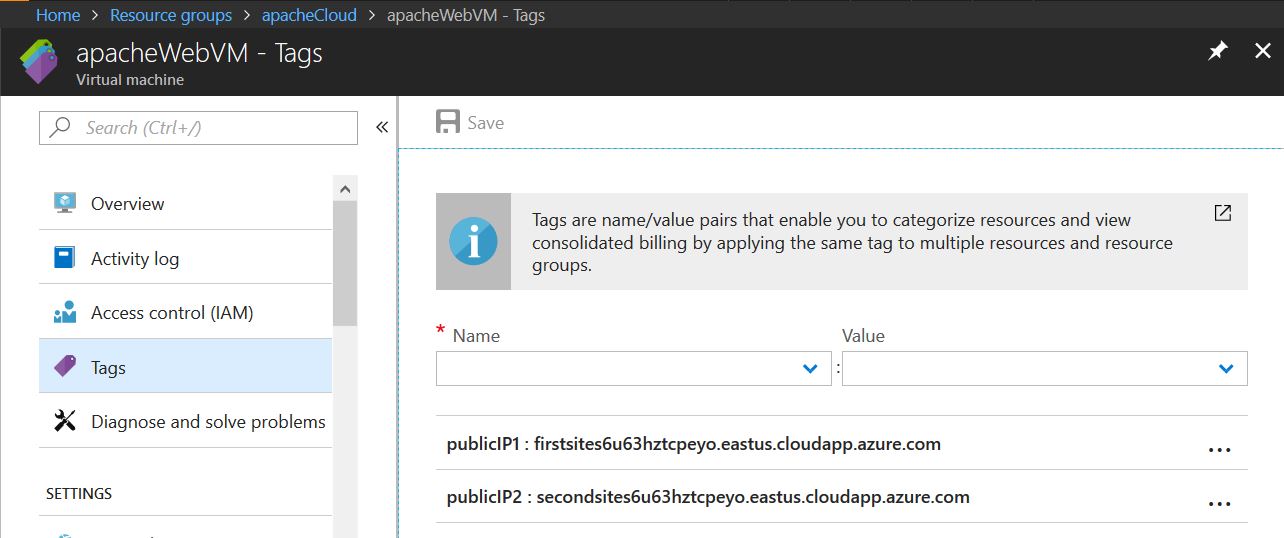 Home > Resource groups > apacheCloud > apacheWebVM - Tags
apacheWebVM - Tags
Virtual machine
Search (Ctrl+/)
Overview
Activity log
Access control (IAM)
Tags
Diagnose and solve problems
SETTINGS
Save
Tags are name/value pairs that enable you to categorize resources and view
consolidated billing by applying the same tag to multiple resources and resource
groups.
* Name
Value
:
publicIP1 : firstsites6u63hztcpeyo.eastus.cloudapp.azure.com
...
publicIP2 : secondsites6u63hztcpeyo.eastus.cloudapp.azure.com
...